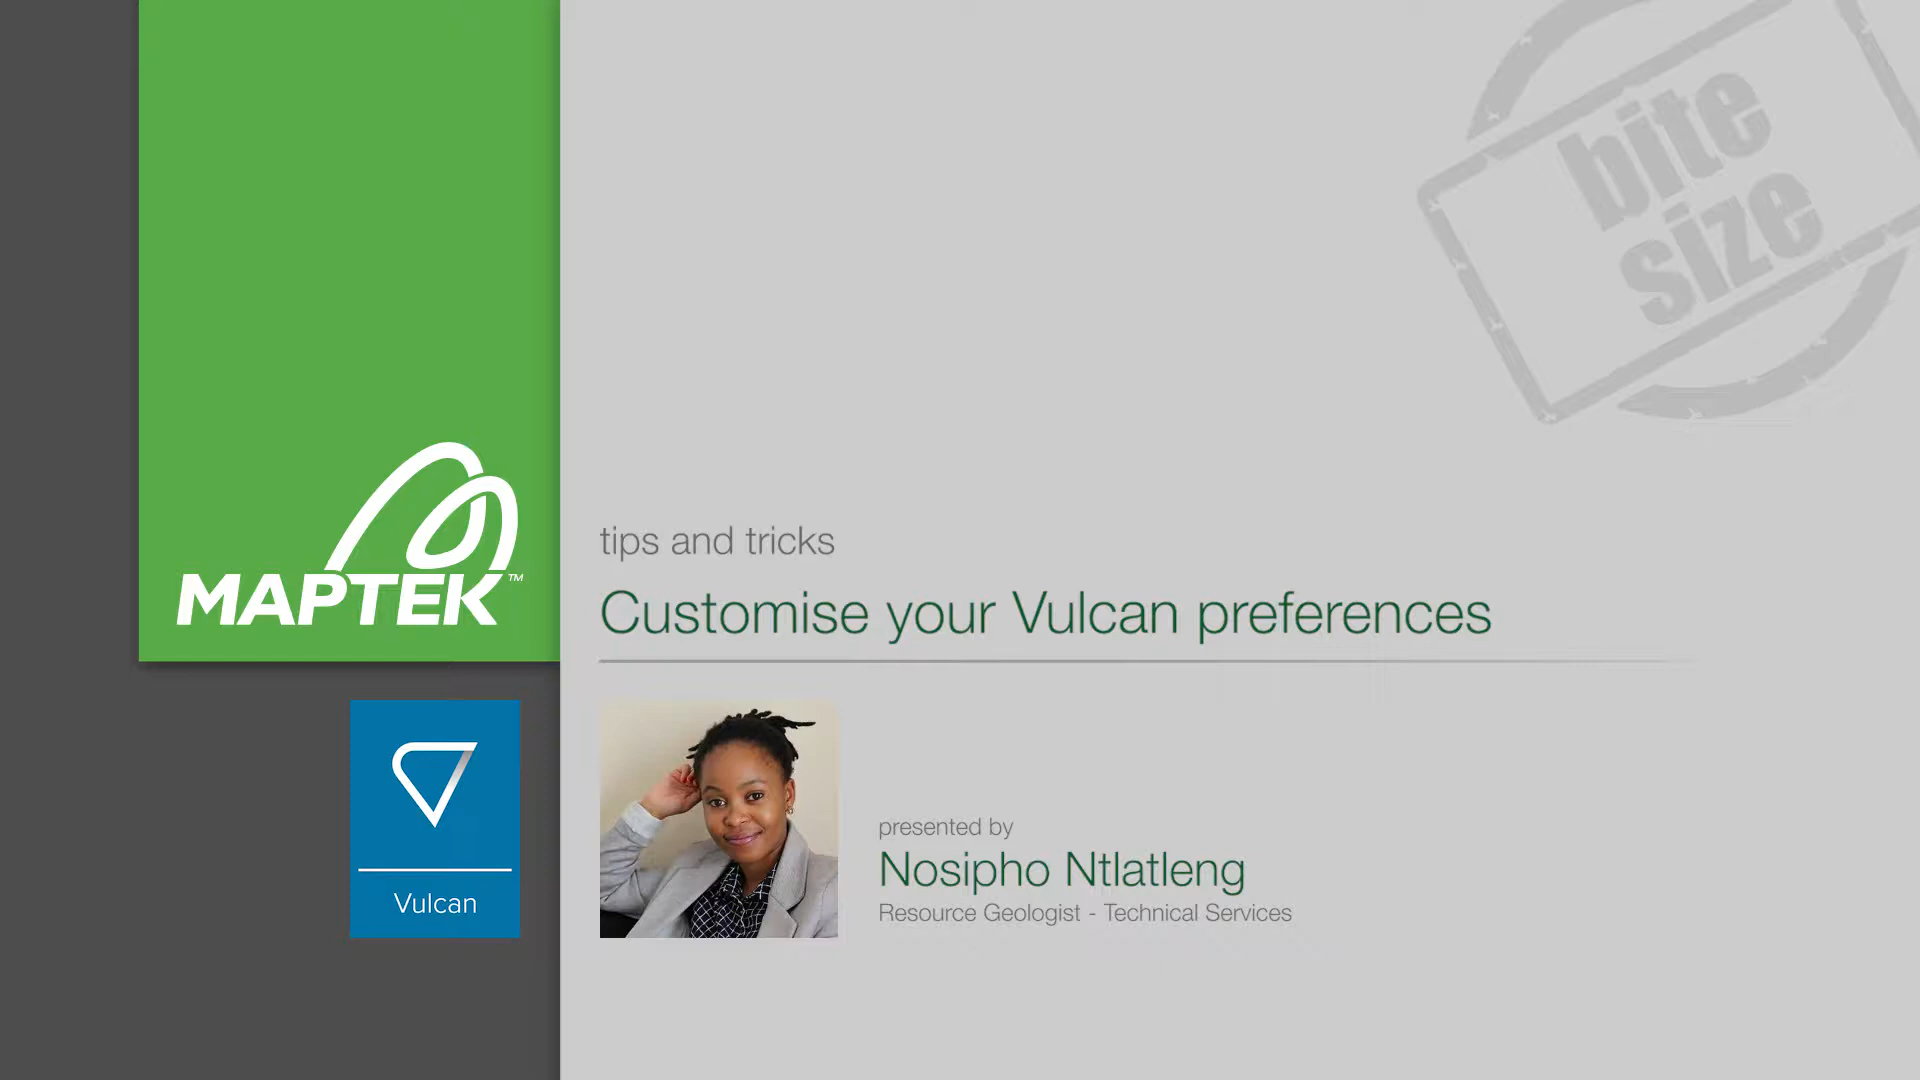 bite
size
MAPTEK™
tips and tricks
Customise your Vulcan preferences
Vulcan
presented by
Nosipho Ntlatleng
Resource Geologist - Technical Services